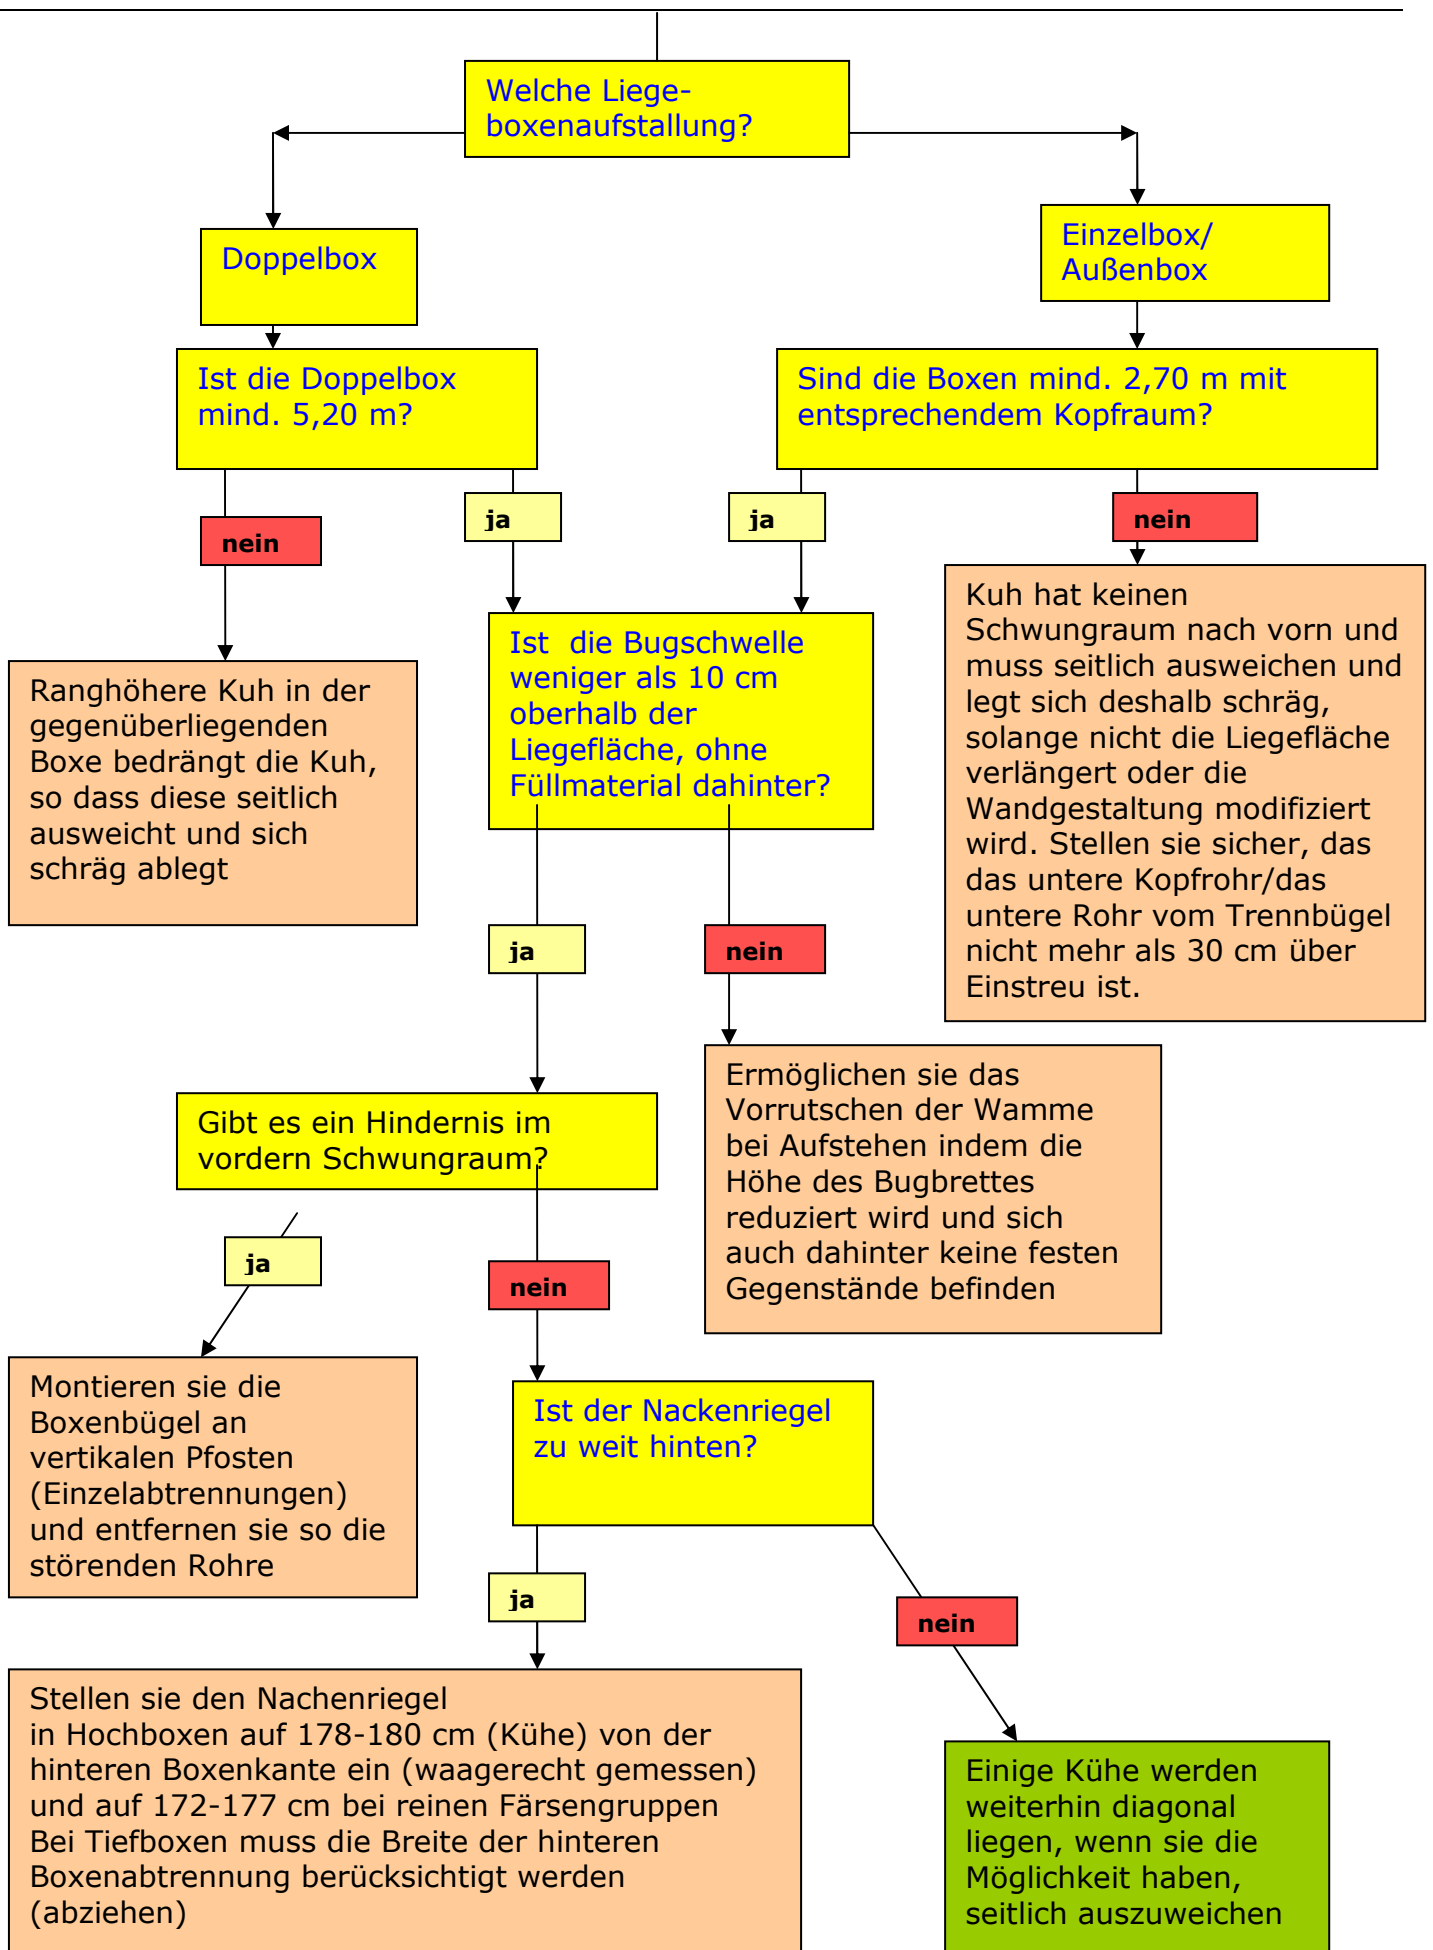 Welche Liege-
boxenaufstallung?
Doppelbox
Einzelbox/
Außenbox
Ist die Doppelbox
mind. 5,20 m?
Sind die Boxen mind. 2,70 m mit
entsprechendem Kopfraum?
nein
ja
ja
nein
Ranghöhere Kuh in der
gegenüberliegenden
Boxe bedrängt die Kuh,
so dass diese seitlich
ausweicht und sich
schräg ablegt
Ist die Bugschwelle
weniger als 10 cm
oberhalb der
Liegefläche, ohne
Füllmaterial dahinter?
Kuh hat keinen
Schwungraum nach vorn und
muss seitlich ausweichen und
legt sich deshalb schräg,
solange nicht die Liegefläche
verlängert oder die
Wandgestaltung modifiziert
wird. Stellen sie sicher, das
das untere Kopfrohr/das
untere Rohr vom Trennbügel
nicht mehr als 30 cm über
Einstreu ist.
ja
nein
Gibt es ein Hindernis im
vordern Schwungraum?
Ermöglichen sie das
Vorrutschen der Wamme
bei Aufstehen indem die
Höhe des Bugbrettes
reduziert wird und sich
auch dahinter keine festen
Gegenstände befinden
ja
nein
Montieren sie die
Boxenbügel an
vertikalen Pfosten
(Einzelabtrennungen)
und entfernen sie so die
störenden Rohre
Ist der Nackenriegel
zu weit hinten?
ja
nein
Stellen sie den Nachenriegel
in Hochboxen auf 178-180 cm (Kühe) von der
hinteren Boxenkante ein (waagerecht gemessen)
und auf 172-177 cm bei reinen Färsengruppen
Bei Tiefboxen muss die Breite der hinteren
Boxenabtrennung berücksichtigt werden
(abziehen)
Einige Kühe werden
weiterhin diagonal
liegen, wenn sie die
Möglichkeit haben,
seitlich auszuweichen